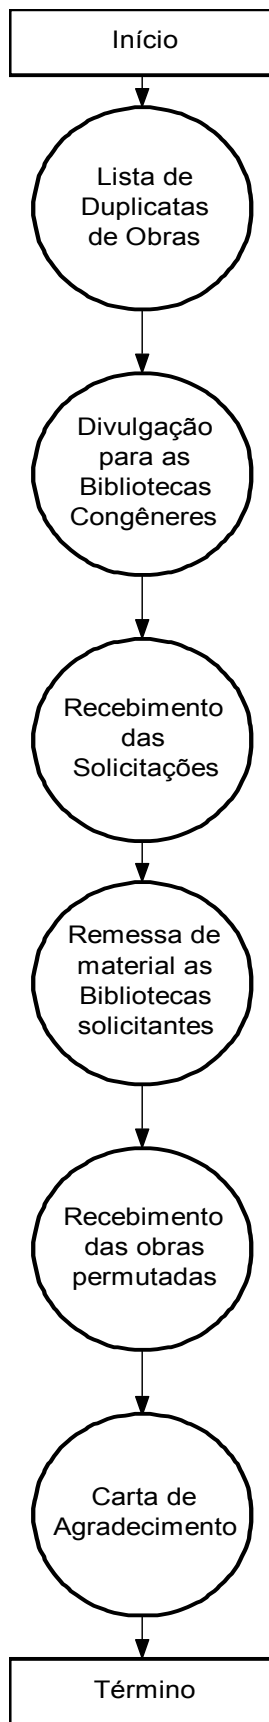 Início
Lista de
Duplicatas
de Obras
Divulgação
para as
Bibliotecas
Congêneres
Recebimento
das
Solicitações
Remessa de
material as
Bibliotecas
solicitantes
Recebimento
das obras
permutadas
Carta de
Agradecimento
Término